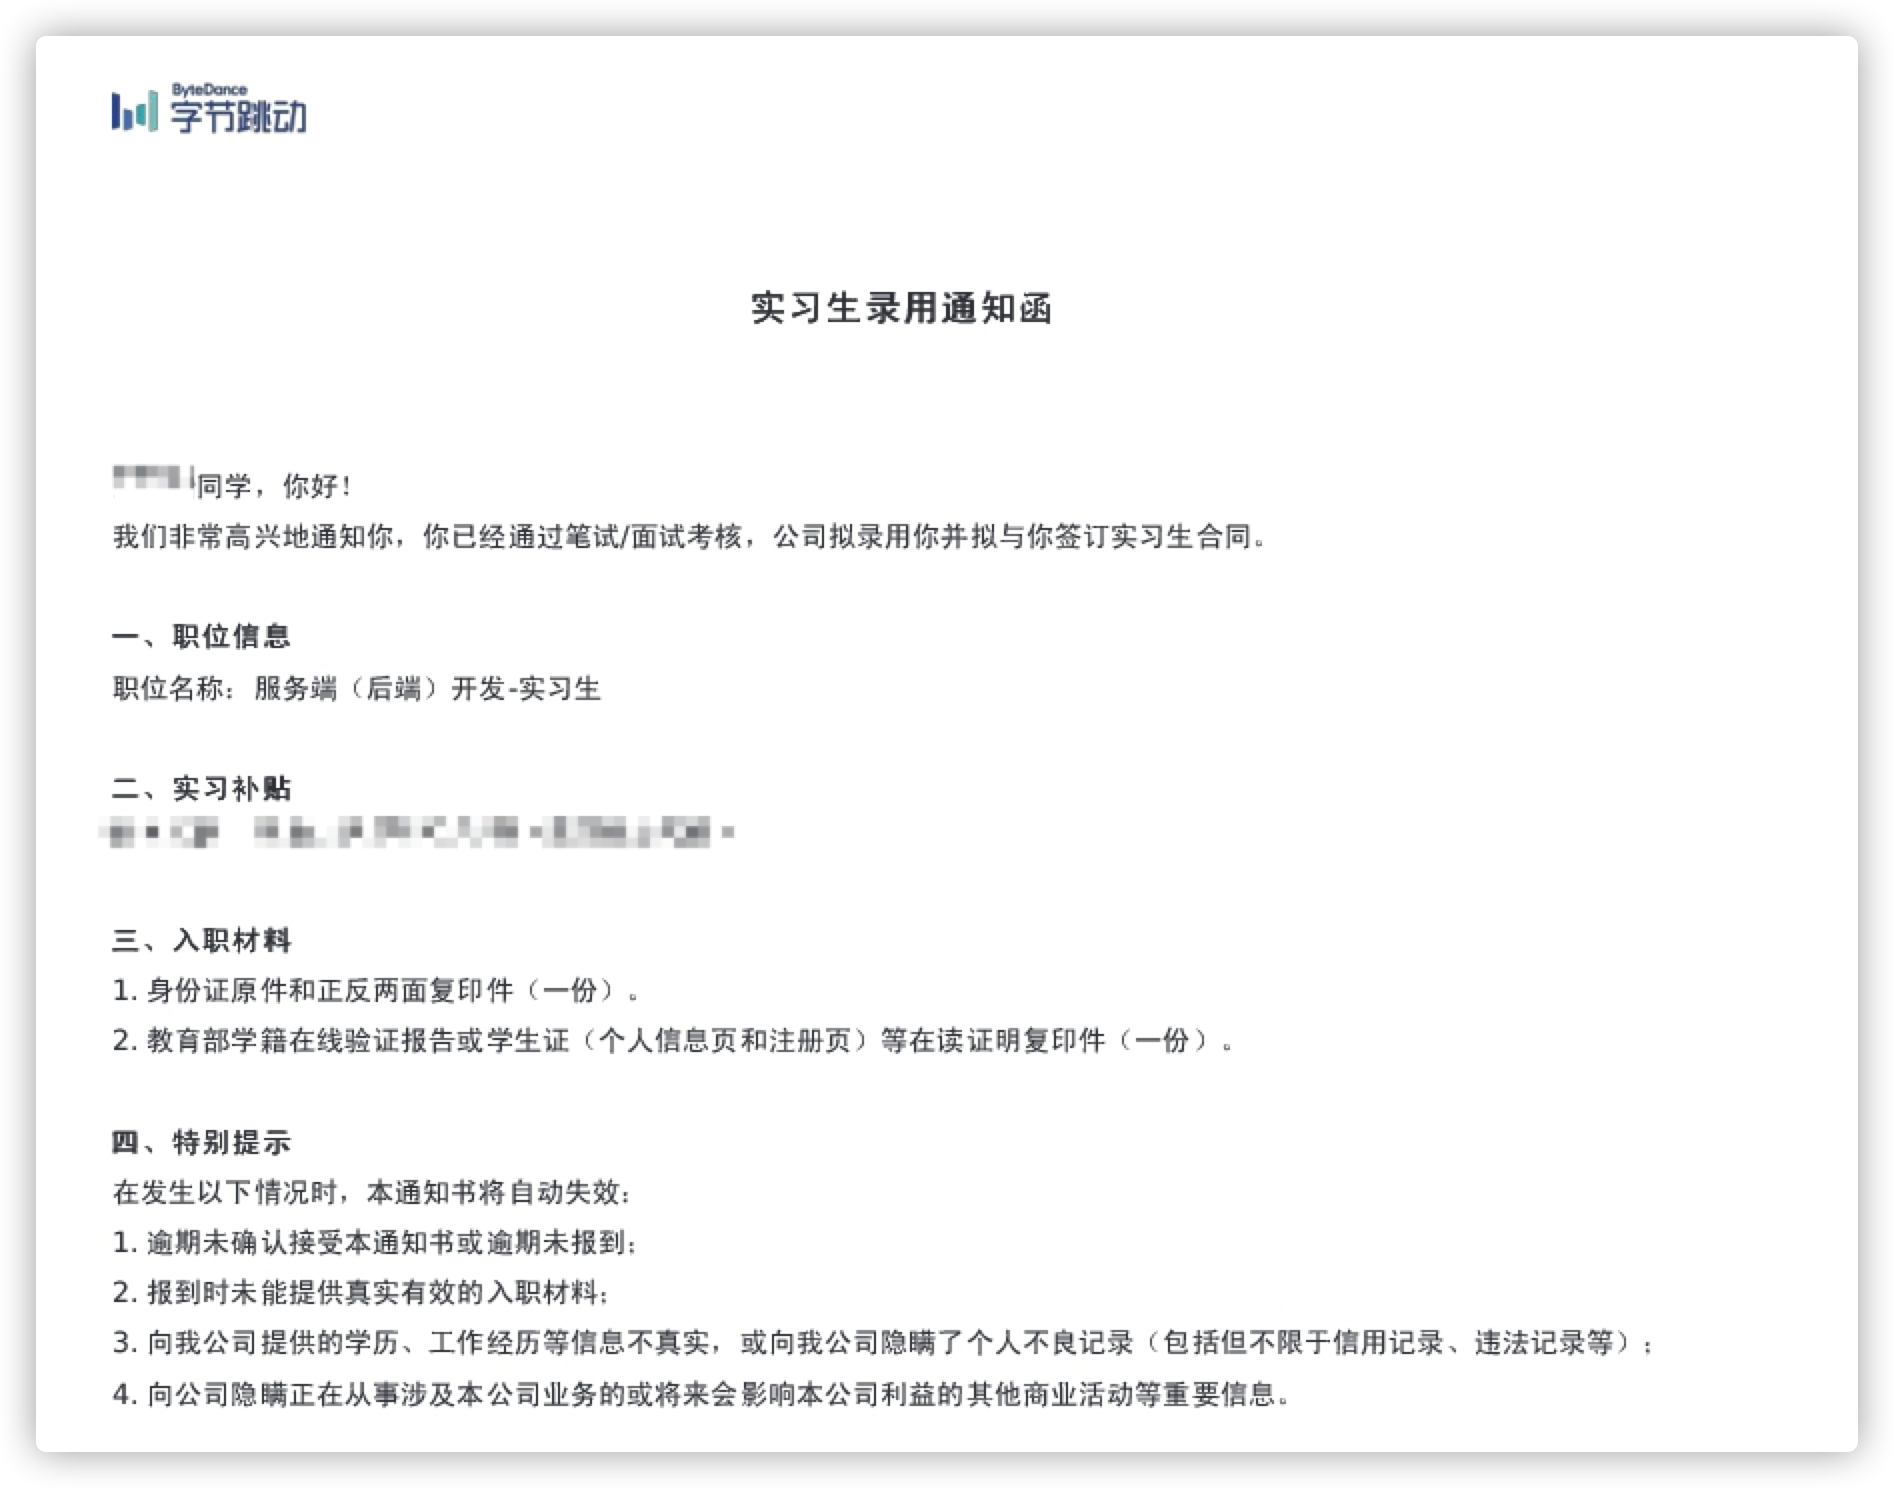 ByteDance
字节跳动
实习生录用通知函
同学，你好！
我们非常高兴地通知你，你已经通过笔试/面试考核，公司拟录用你并拟与你签订实习生合同。
一、职位信息
职位名称：服务端（后端）开发-实习生
二、实习补贴
三、入职材料
1. 身份证原件和正反两面复印件（一份）。
2. 教育部学籍在线验证报告或学生证（个人信息页和注册页）等在读证明复印件（一份）。
四、特别提示
在发生以下情况时，本通知书将自动失效：
1. 逾期未确认接受本通知书或逾期未报到；
2. 报到时未能提供真实有效的入职材料；
3. 向我公司提供的学历、工作经历等信息不真实，或向我公司隐瞒了个人不良记录（包括但不限于信用记录、违法记录等）；
4. 向公司隐瞒正在从事涉及本公司业务的或将来会影响本公司利益的其他商业活动等重要信息。